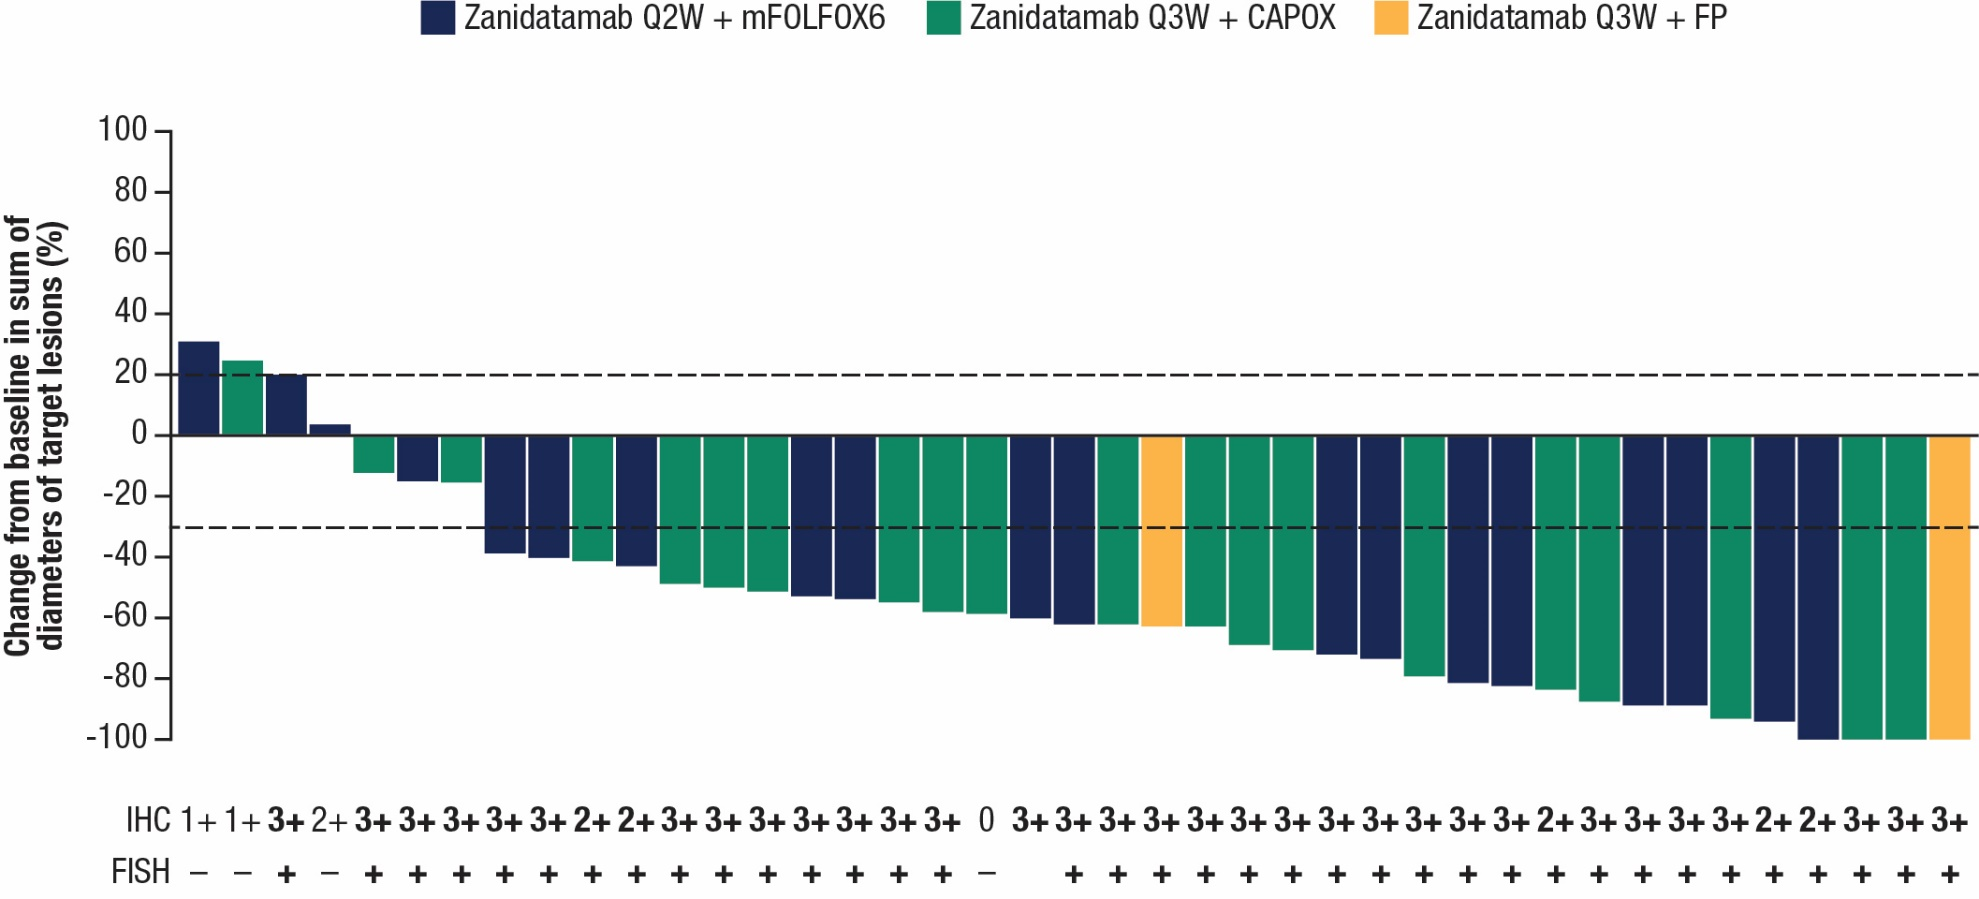 Zanidatamab Q2W + mFOLFOX6 Zanidatamab Q3W + CAPOX Zanidatamab Q3W + FP
Change from baseline in sum of
diameters of target lesions (%)
100
80
60
40
20
0
-20
-40
-60
-80
-100
IHC 1+ 1+ 3+ 2+ 3+ 3+ 3+ 3+ 3+ 2+ 2+ 3+ 3+ 3+ 3+ 3+ 3+ 3+ 0 3+ 3+ 3+ 3+ 3+ 3+ 3+ 3+ 3+ 3+ 3+ 3+ 2+ 3+ 3+ 3+ 3+ 2+ 2+ 3+ 3+ 3+
FISH – – + – + + + + + + + + + + + + + + – + + + + + + + + + + + + + + + + + + + + +